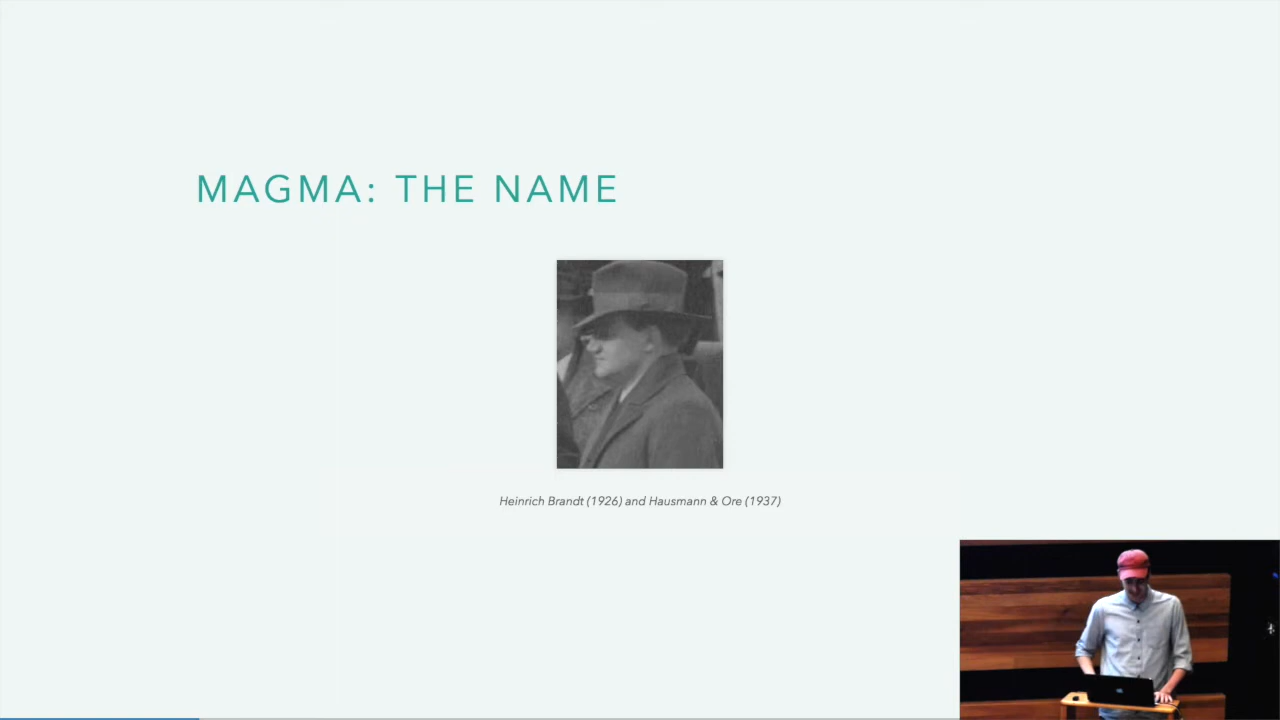 MAGMA: THE NAME
Heinrich Brandt (1926) and Hausmann & Ore (1937)